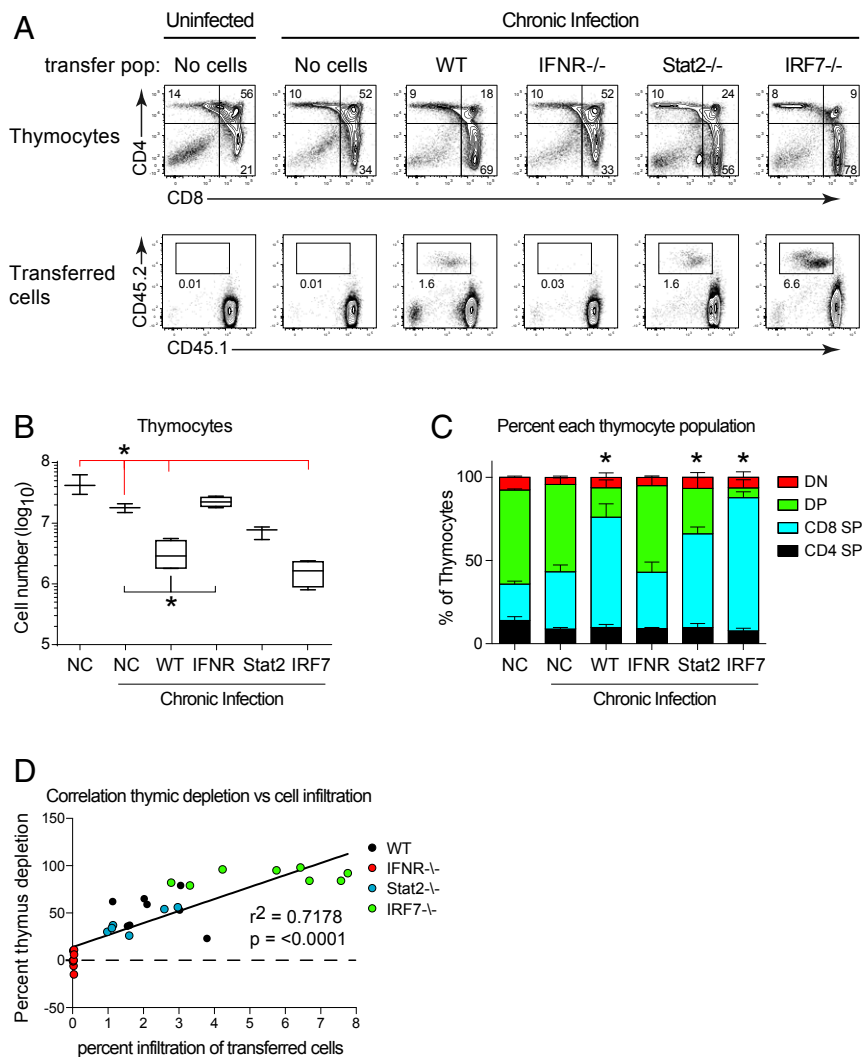 A
Uninfected
Chronic Infection
transfer pop: No cells No cells WT IFNR-/- Stat2-/- IRF7-/-
Thymocytes
CD4
14 56 21
10 52 34
9 18 69
10 52 33
10 24 56
8 9 78
CD8
Transferred cells
CD45.2
0.01 0.01 1.6 0.03 1.6 6.6
CD45.1
B
Thymocytes
Cell number (log10)
8
7
6
5
*
*
NC NC WT IFNR Stat2 IRF7
Chronic Infection
C
Percent each thymocyte population
% of Thymocytes
100
50
0
* * *
DN
DP
CD8 SP
CD4 SP
NC NC WT IFNR Stat2 IRF7
Chronic Infection
D
Correlation thymic depletion vs cell infiltration
Percent thymus depletion
150
100
50
0
-50
WT
IFNR-\-
Stat2-\-
IRF7-\-
r2 = 0.7178
p = <0.0001
0 1 2 3 4 5 6 7 8
percent infiltration of transferred cells